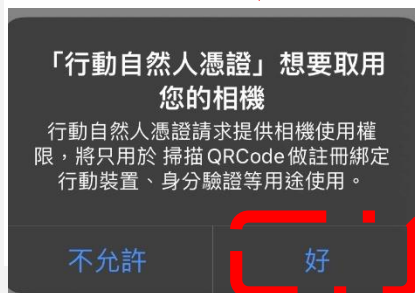 「行動自然人憑證」想要取用
您的相機
行動自然人憑證請求提供相機使用權
限，將只用於 掃描QRCode做註冊綁定
行動裝置、身分驗證等用途使用。
不允許
好